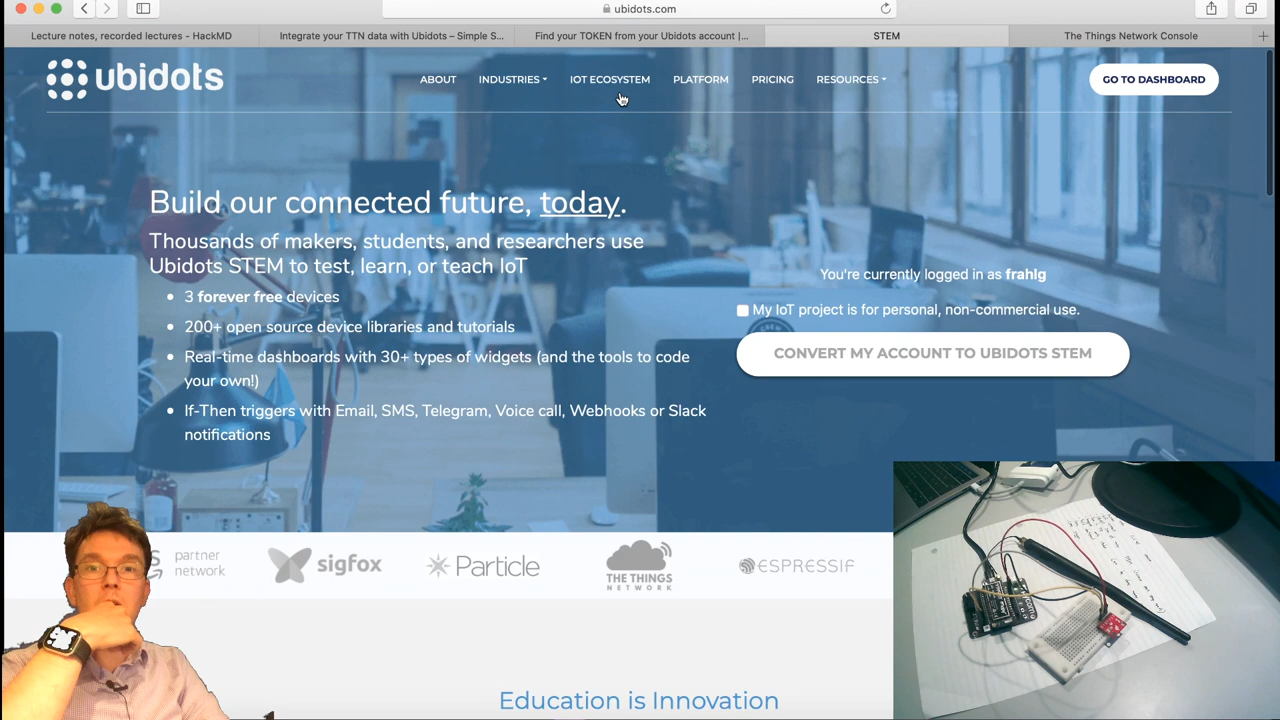 ubidots.com
Lecture notes, recorded lectures - HackMD
Integrate your TTN data with Ubidots – Simple S...
Find your TOKEN from your Ubidots account |...
STEM
The Things Network Console
ubidots
ABOUT
INDUSTRIES
IOT ECOSYSTEM
PLATFORM
PRICING
RESOURCES
GO TO DASHBOARD
Build our connected future, today.
Thousands of makers, students, and researchers use
Ubidots STEM to test, learn, or teach IoT
3 forever free devices
200+ open source device libraries and tutorials
Real-time dashboards with 30+ types of widgets (and the tools to code
your own!)
If-Then triggers with Email, SMS, Telegram, Voice call, Webhooks or Slack
notifications
You're currently logged in as frahlg
My IoT project is for personal, non-commercial use.
CONVERT MY ACCOUNT TO UBIDOTS STEM
partner
network
sigfox
Particle
THE THINGS
NETWORK
ESPRESSIF
Education is Innovation